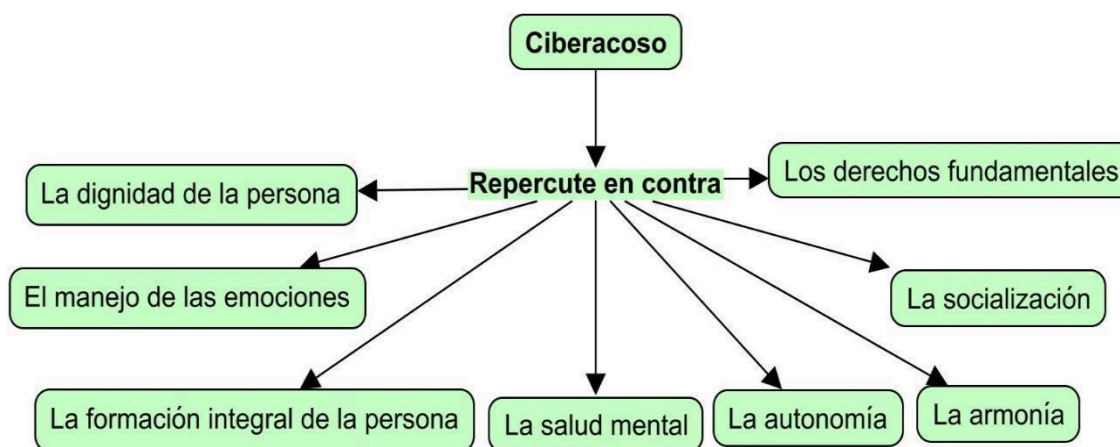 Ciberacoso
Repercute en contra
Los derechos fundamentales
La dignidad de la persona
El manejo de las emociones
La socialización
La formación integral de la persona
La salud mental
La autonomía
La armonía